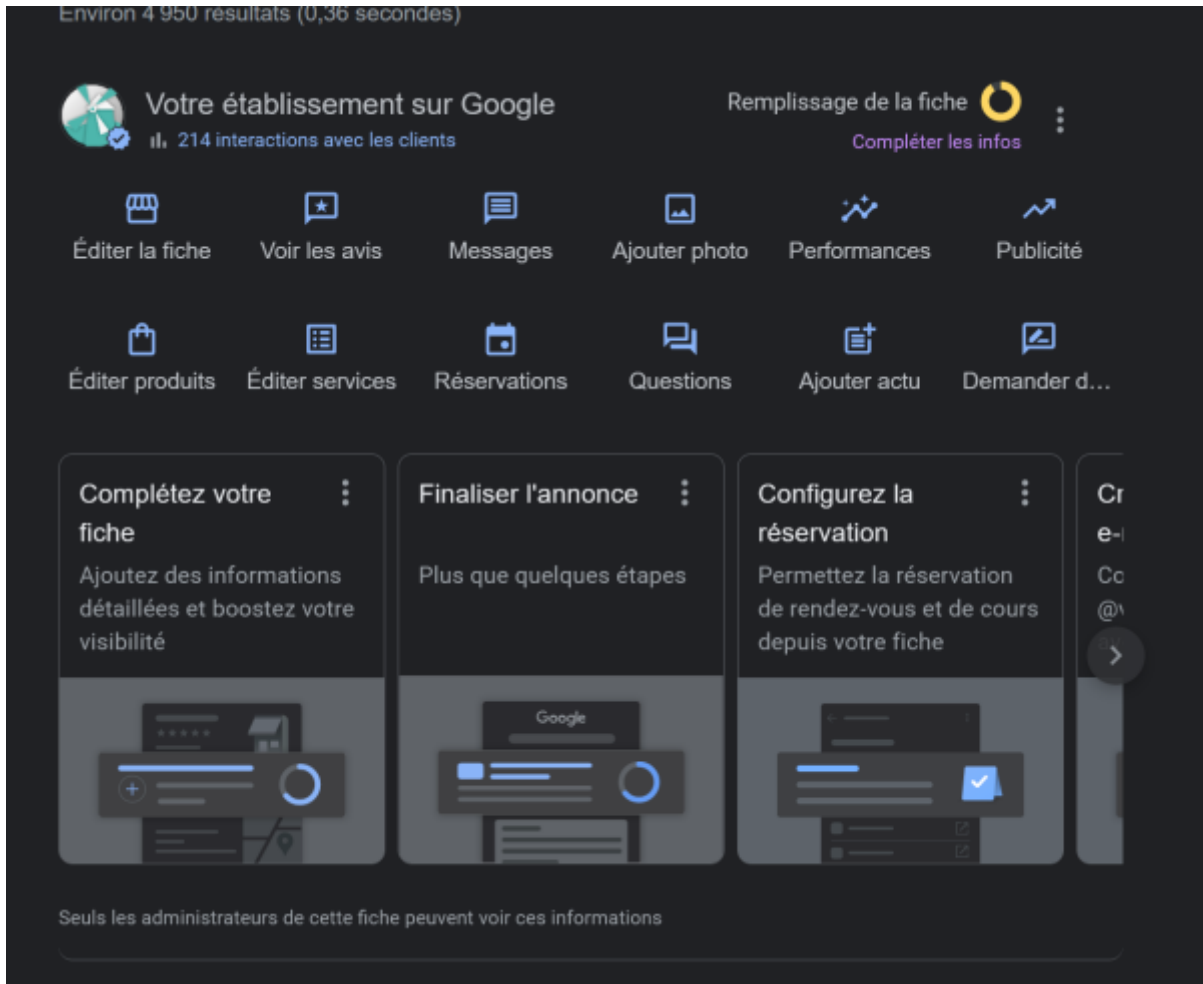 Environ 4 950 résultats (0,36 secondes)
Votre établissement sur Google
214 interactions avec les clients
Remplissage de la fiche
Compléter les infos
Éditer la fiche
Voir les avis
Messages
Ajouter photo
Performances
Publicité
Éditer produits
Éditer services
Réservations
Questions
Ajouter actu
Demander d...
Complétez votre
fiche
Ajoutez des informations
détaillées et boostez votre
visibilité
Finaliser l'annonce
Plus que quelques étapes
Google
Configurez la
réservation
Permettez la réservation
de rendez-vous et de cours
depuis votre fiche
Seuls les administrateurs de cette fiche peuvent voir ces informations